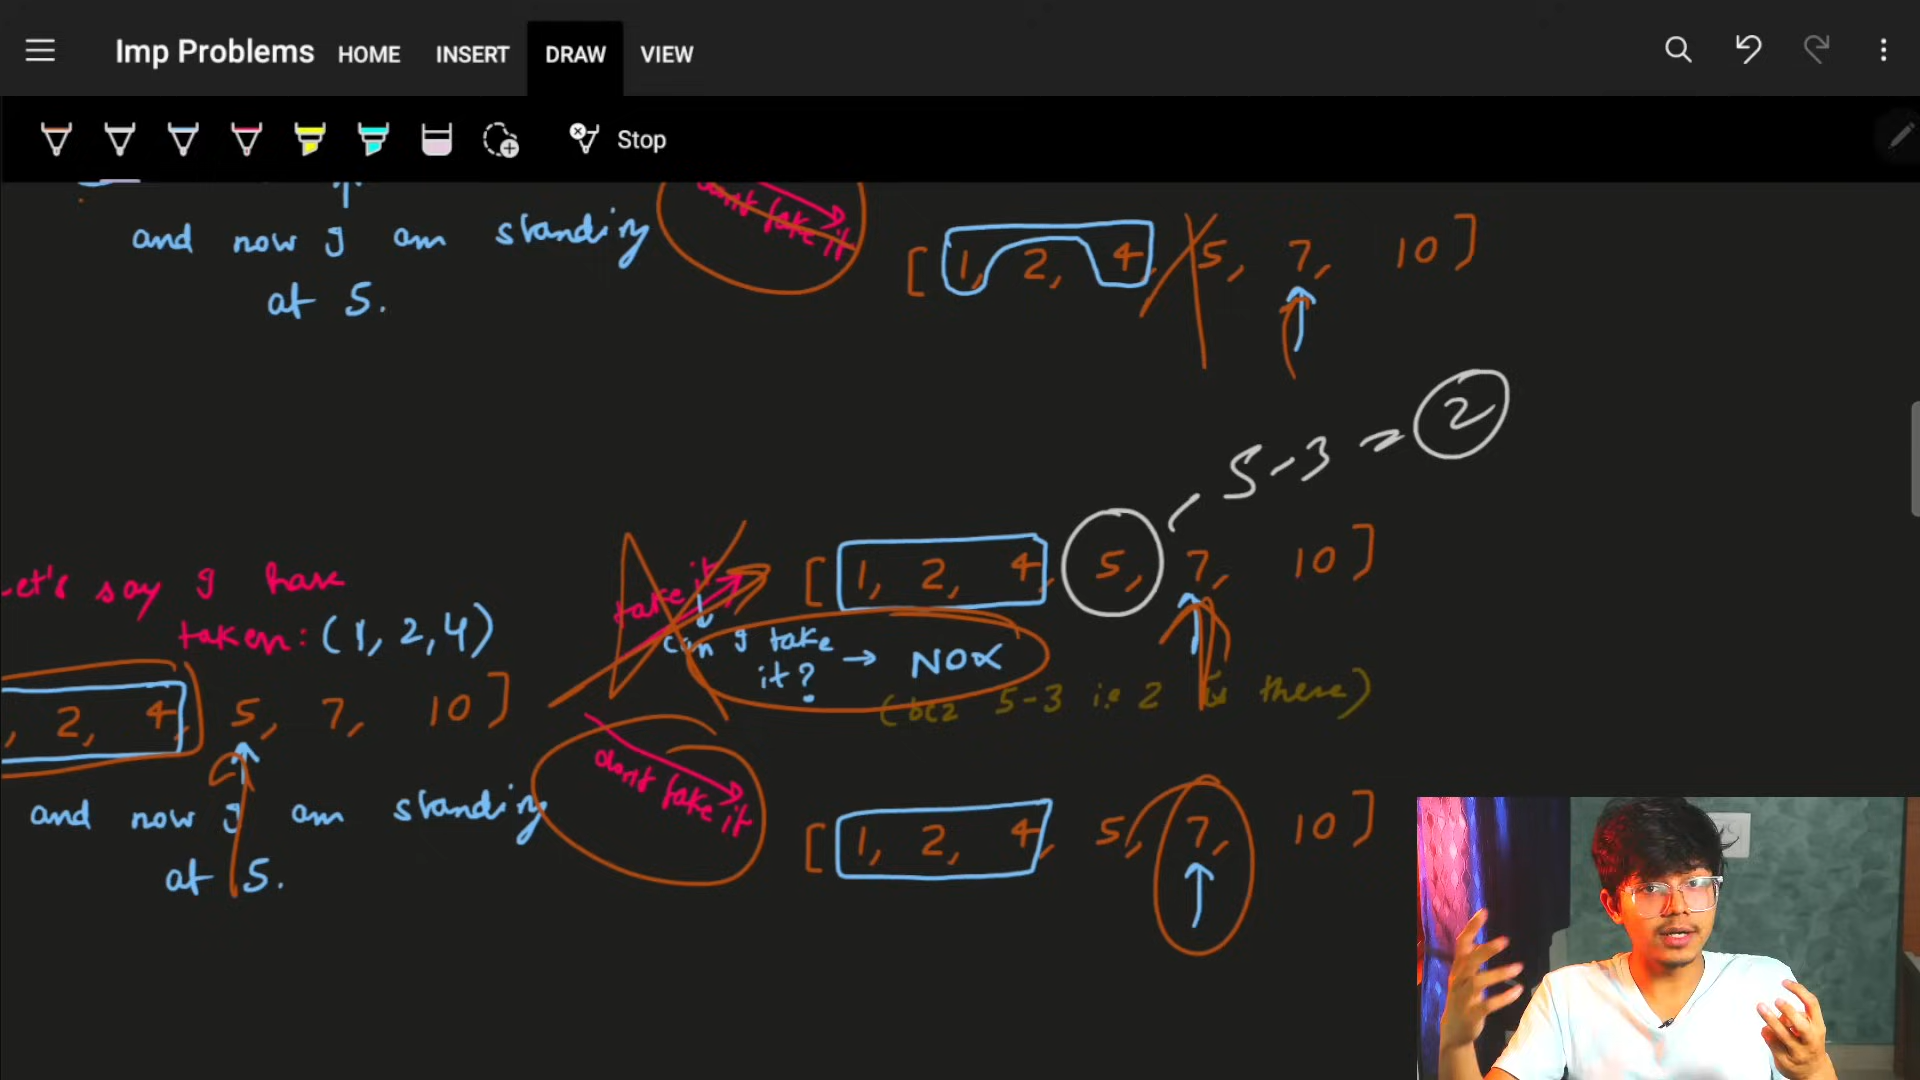 Imp Problems HOME INSERT DRAW VIEW
Stop
dont take it
and now I am standing
at 5.
[1, 2, 4, 5, 7, 10]
5-3 = 2
Let's say I have
taken: (1, 2, 4)
take it
[1, 2, 4, 5, 7, 10]
can I take it? → NO
(bcz 5-3 i.e 2 is there)
, 2, 4, 5, 7, 10]
dont take it
and now I am standing
at 5.
[1, 2, 4, 5, 7, 10]